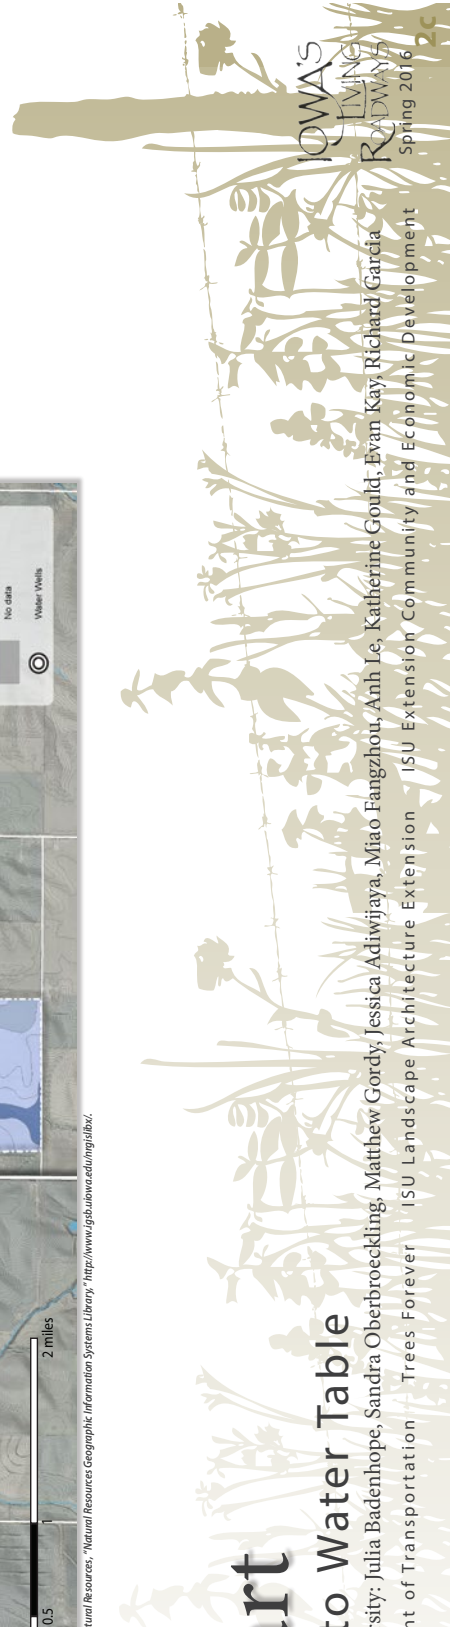 No data
Water Wells
0.5
1
2 miles
tural Resources, "Natural Resources Geographic Information Systems Library," http://www.igsb.uiowa.edu/nrgislibx/.
art
to Water Table
rsity: Julia Badenhope, Sandra Oberbroeckling, Matthew Gordy, Jessica Adiwijaya, Miao Fangzhou, Anh Le, Katherine Gould, Evan Kay, Richard Garcia
nt of Transportation Trees Forever ISU Landscape Architecture Extension ISU Extension Community and Economic Development
IOWA'S
LIVING
ROADWAYS
Spring 2016
2c